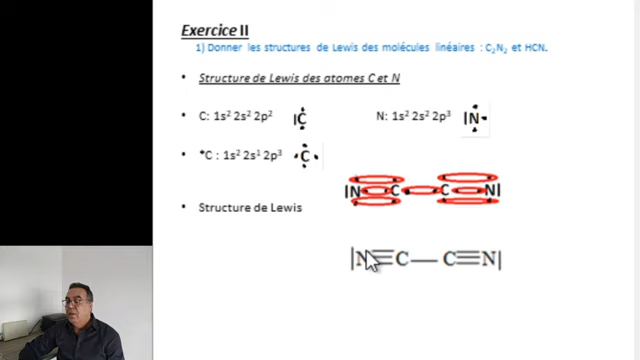 Exercice II
1) Donner les structures de Lewis des molécules linéaires : C₂N₂ et HCN.
• Structure de Lewis des atomes C et N
• C: 1s² 2s² 2p² |C
N: 1s² 2s² 2p³ |N
• *C : 1s² 2s¹ 2p³ C
|N C C N|
• Structure de Lewis
|N≡C—C≡N|